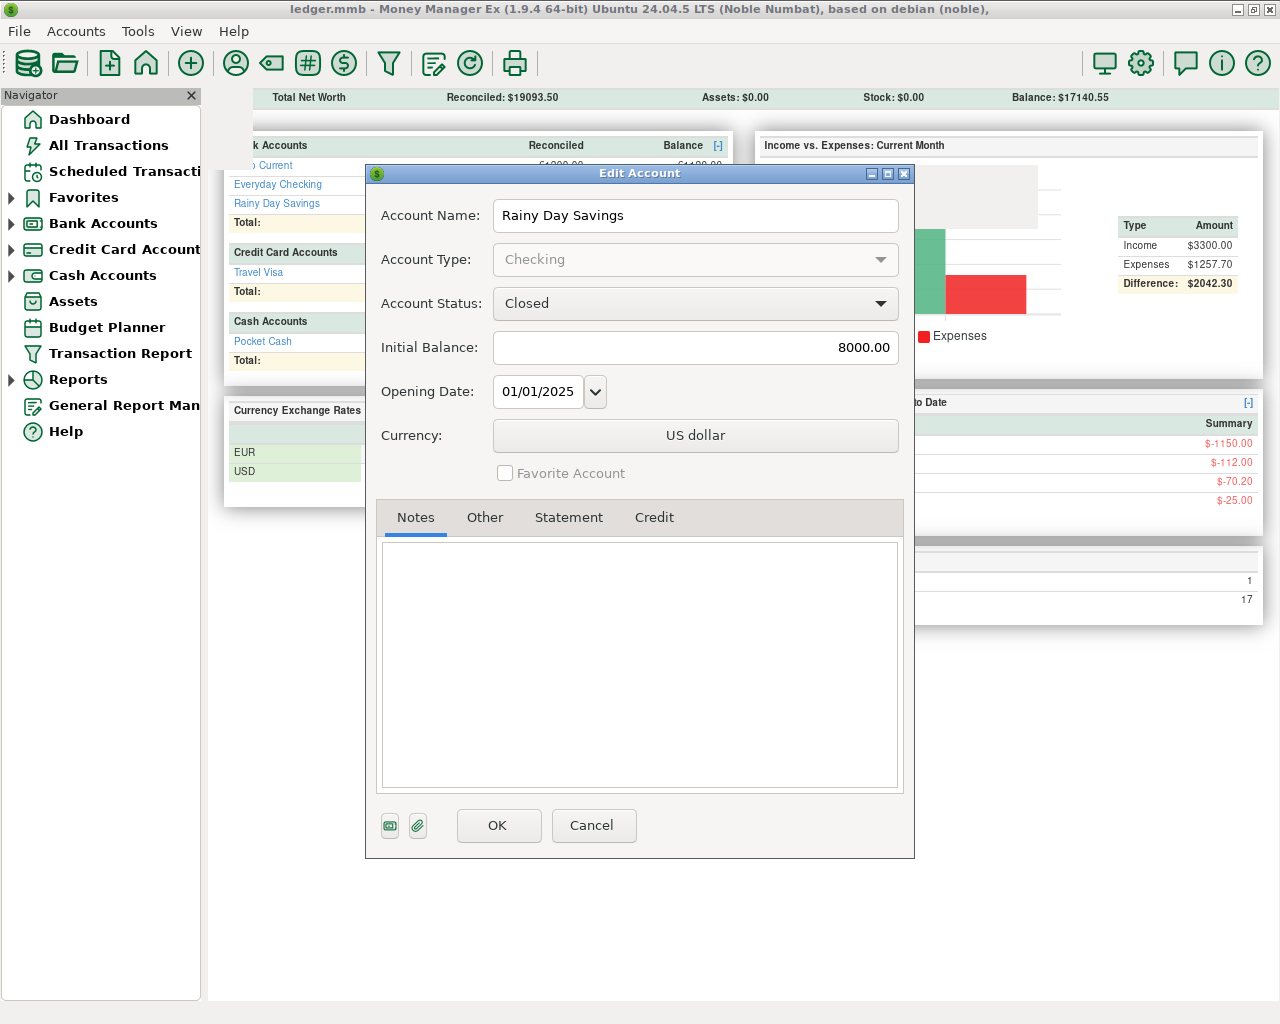 ledger.mmb - Money Manager Ex (1.9.4 64-bit) Ubuntu 24.04.5 LTS (Noble Numbat), based on debian (noble),
File Accounts Tools View Help
Navigator
Dashboard
All Transactions
Scheduled Transacti
Favorites
Bank Accounts
Credit Card Account
Cash Accounts
Assets
Budget Planner
Transaction Report
Reports
General Report Man
Help
Total Net Worth Reconciled: $19093.50 Assets: $0.00 Stock: $0.00 Balance: $17140.55
k Accounts Reconciled Balance [-]
o Current
Everyday Checking
Rainy Day Savings
Total:
Credit Card Accounts
Travel Visa
Total:
Cash Accounts
Pocket Cash
Total:
Currency Exchange Rates
EUR
USD
Income vs. Expenses: Current Month
Type Amount
Income $3300.00
Expenses $1257.70
Difference: $2042.30
Expenses
to Date [-]
Summary
$-1150.00
$-112.00
$-70.20
$-25.00
1
17
Edit Account
Account Name: Rainy Day Savings
Account Type: Checking
Account Status: Closed
Initial Balance: 8000.00
Opening Date: 01/01/2025
Currency: US dollar
Favorite Account
Notes Other Statement Credit
OK Cancel